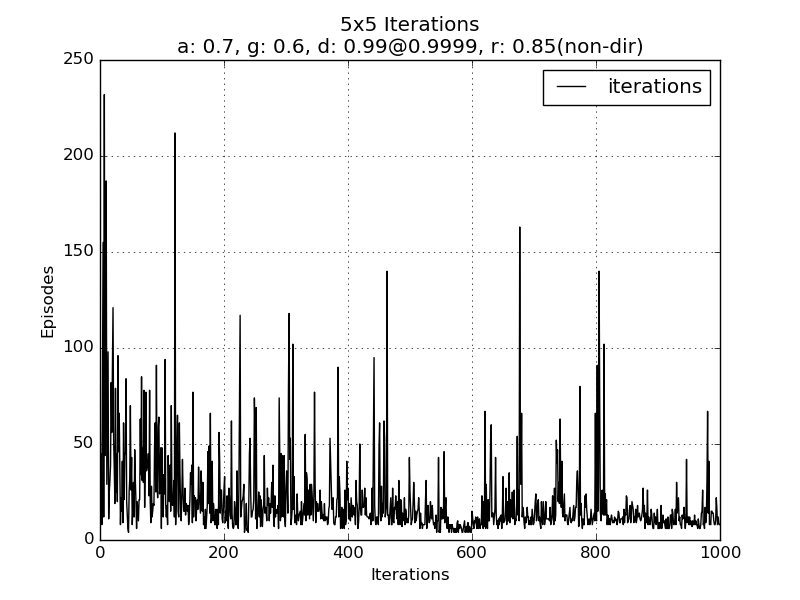 5x5 Iterations
a: 0.7, g: 0.6, d: 0.99@0.9999, r: 0.85(non-dir)
250
iterations
200
150
Episodes
100
50
0
0 200 400 600 800 1000
Iterations